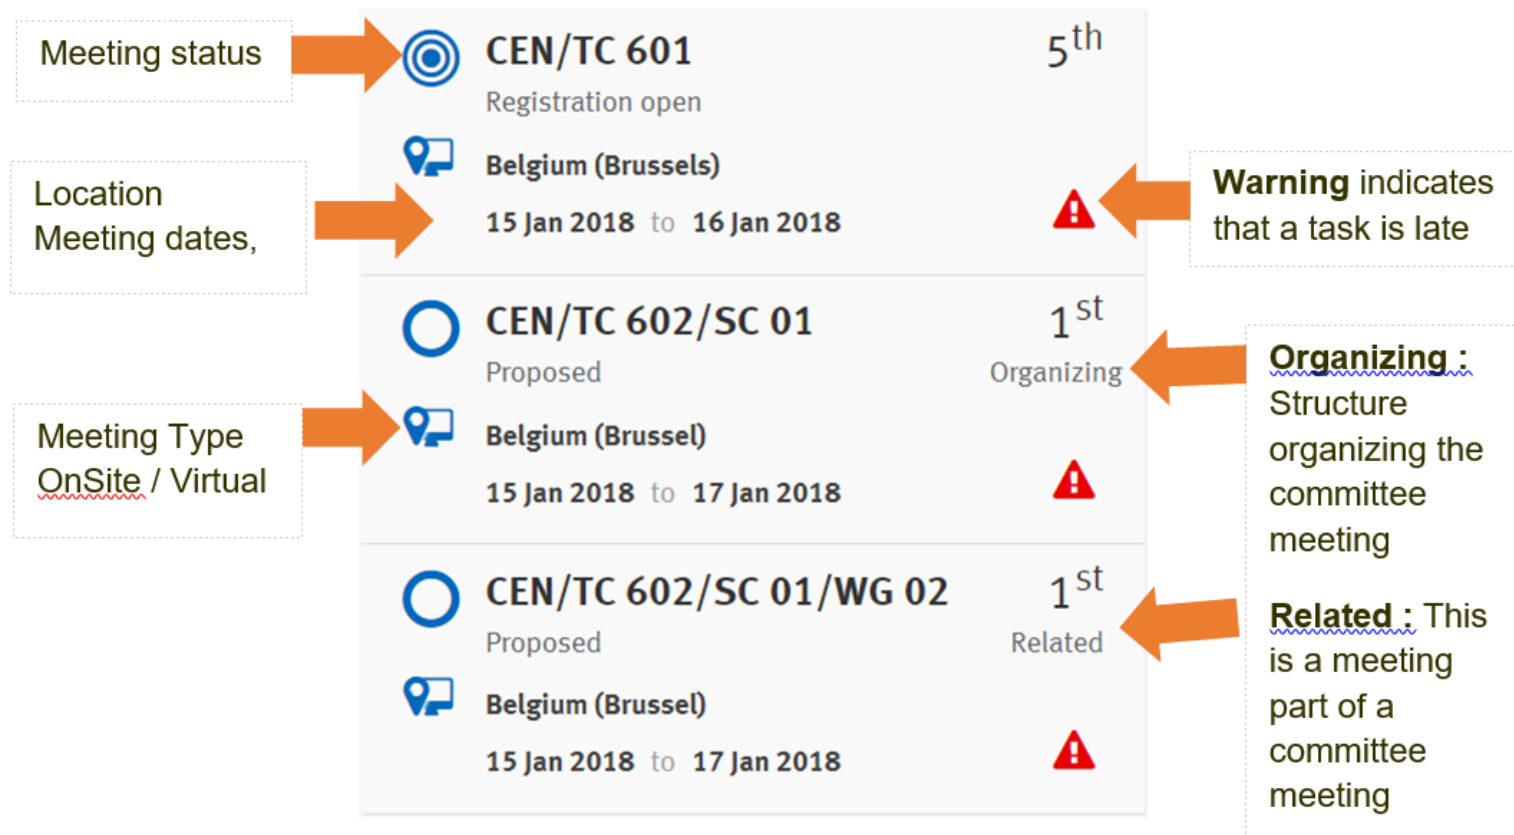 Meeting status
CEN/TC 601
5th
Registration open
Belgium (Brussels)
Location
Meeting dates,
15 Jan 2018 to 16 Jan 2018
Warning indicates
that a task is late
CEN/TC 602/SC 01
1st
Proposed
Organizing
Belgium (Brussel)
15 Jan 2018 to 17 Jan 2018
Meeting Type
OnSite / Virtual
Organizing :
Structure
organizing the
committee
meeting
CEN/TC 602/SC 01/WG 02
1st
Proposed
Related
Belgium (Brussel)
15 Jan 2018 to 17 Jan 2018
Related : This
is a meeting
part of a
committee
meeting